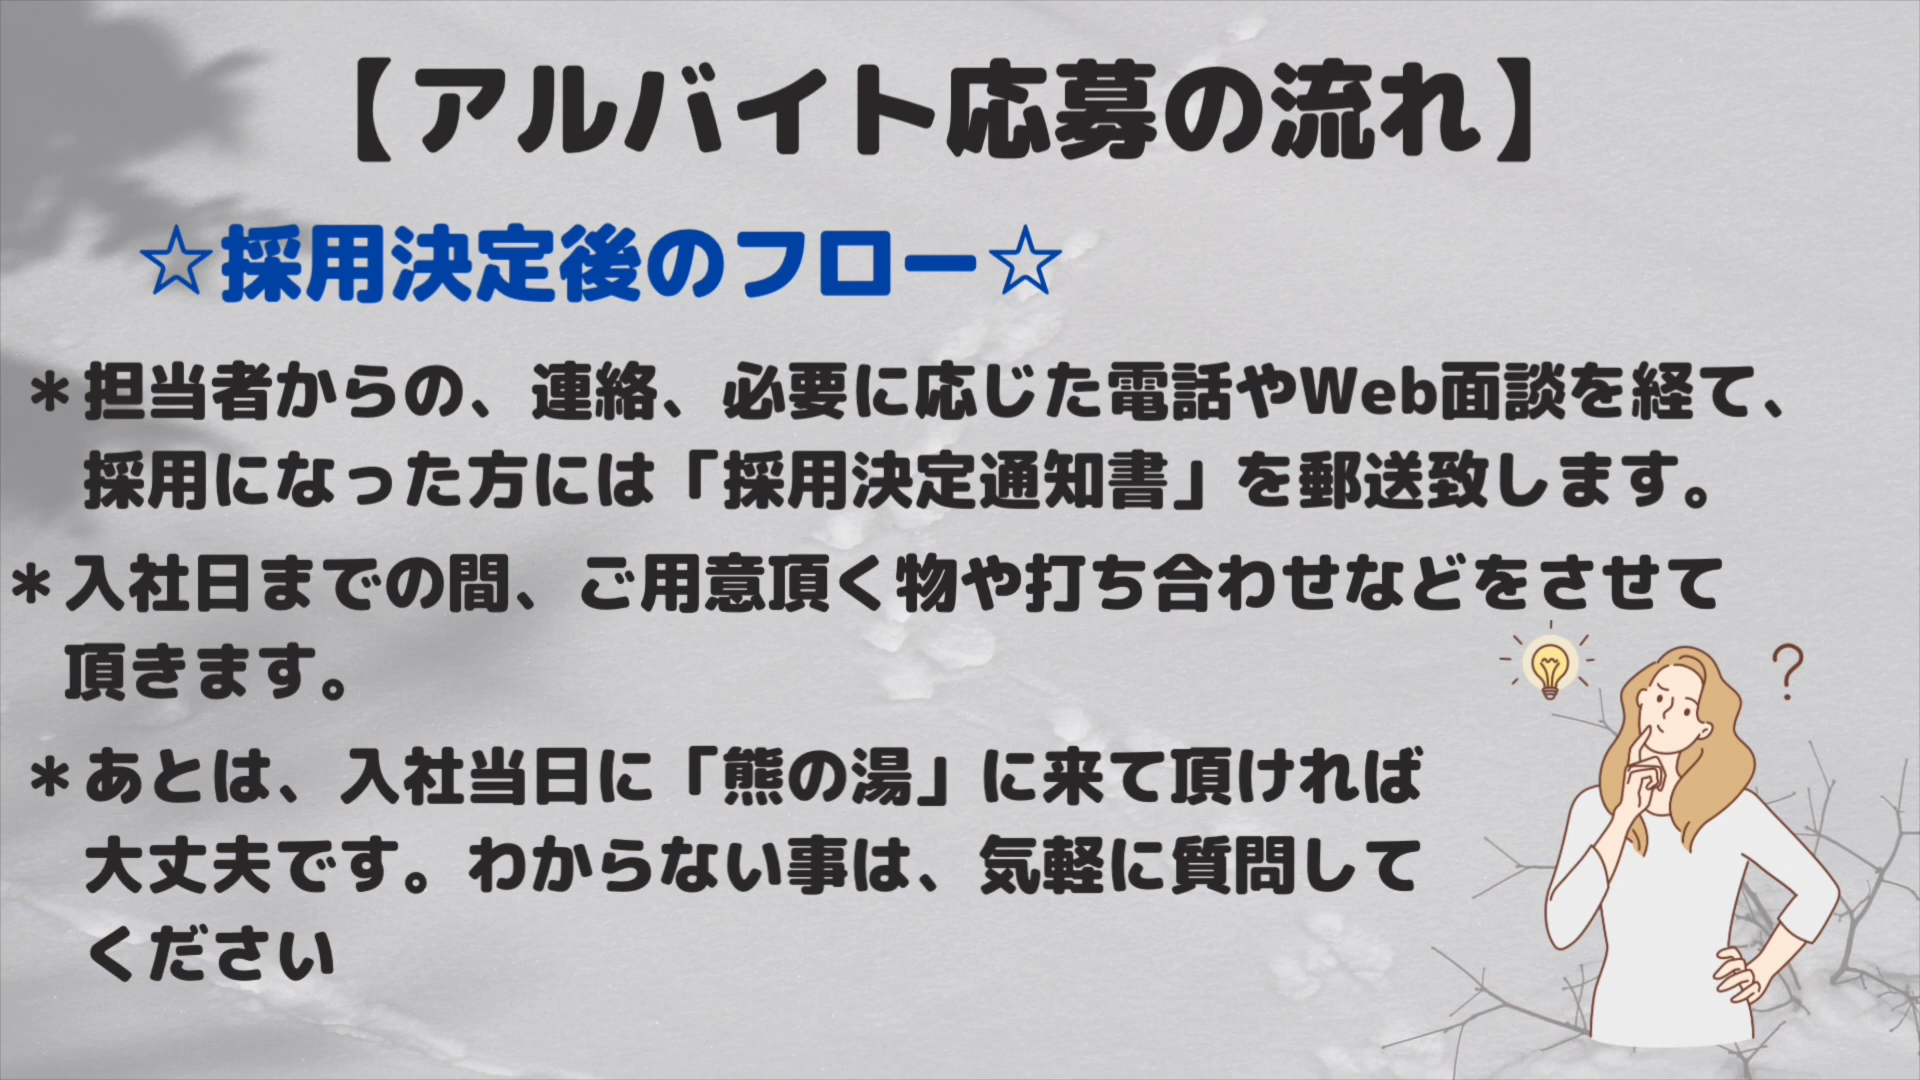 【アルバイト応募の流れ】
☆採用決定後のフロー☆
＊担当者からの、連絡、必要に応じた電話やWeb面談を経て、
採用になった方には「採用決定通知書」を郵送致します。
＊入社日までの間、ご用意頂く物や打ち合わせなどをさせて
頂きます。
＊あとは、入社当日に「熊の湯」に来て頂ければ
大丈夫です。わからない事は、気軽に質問して
ください
?